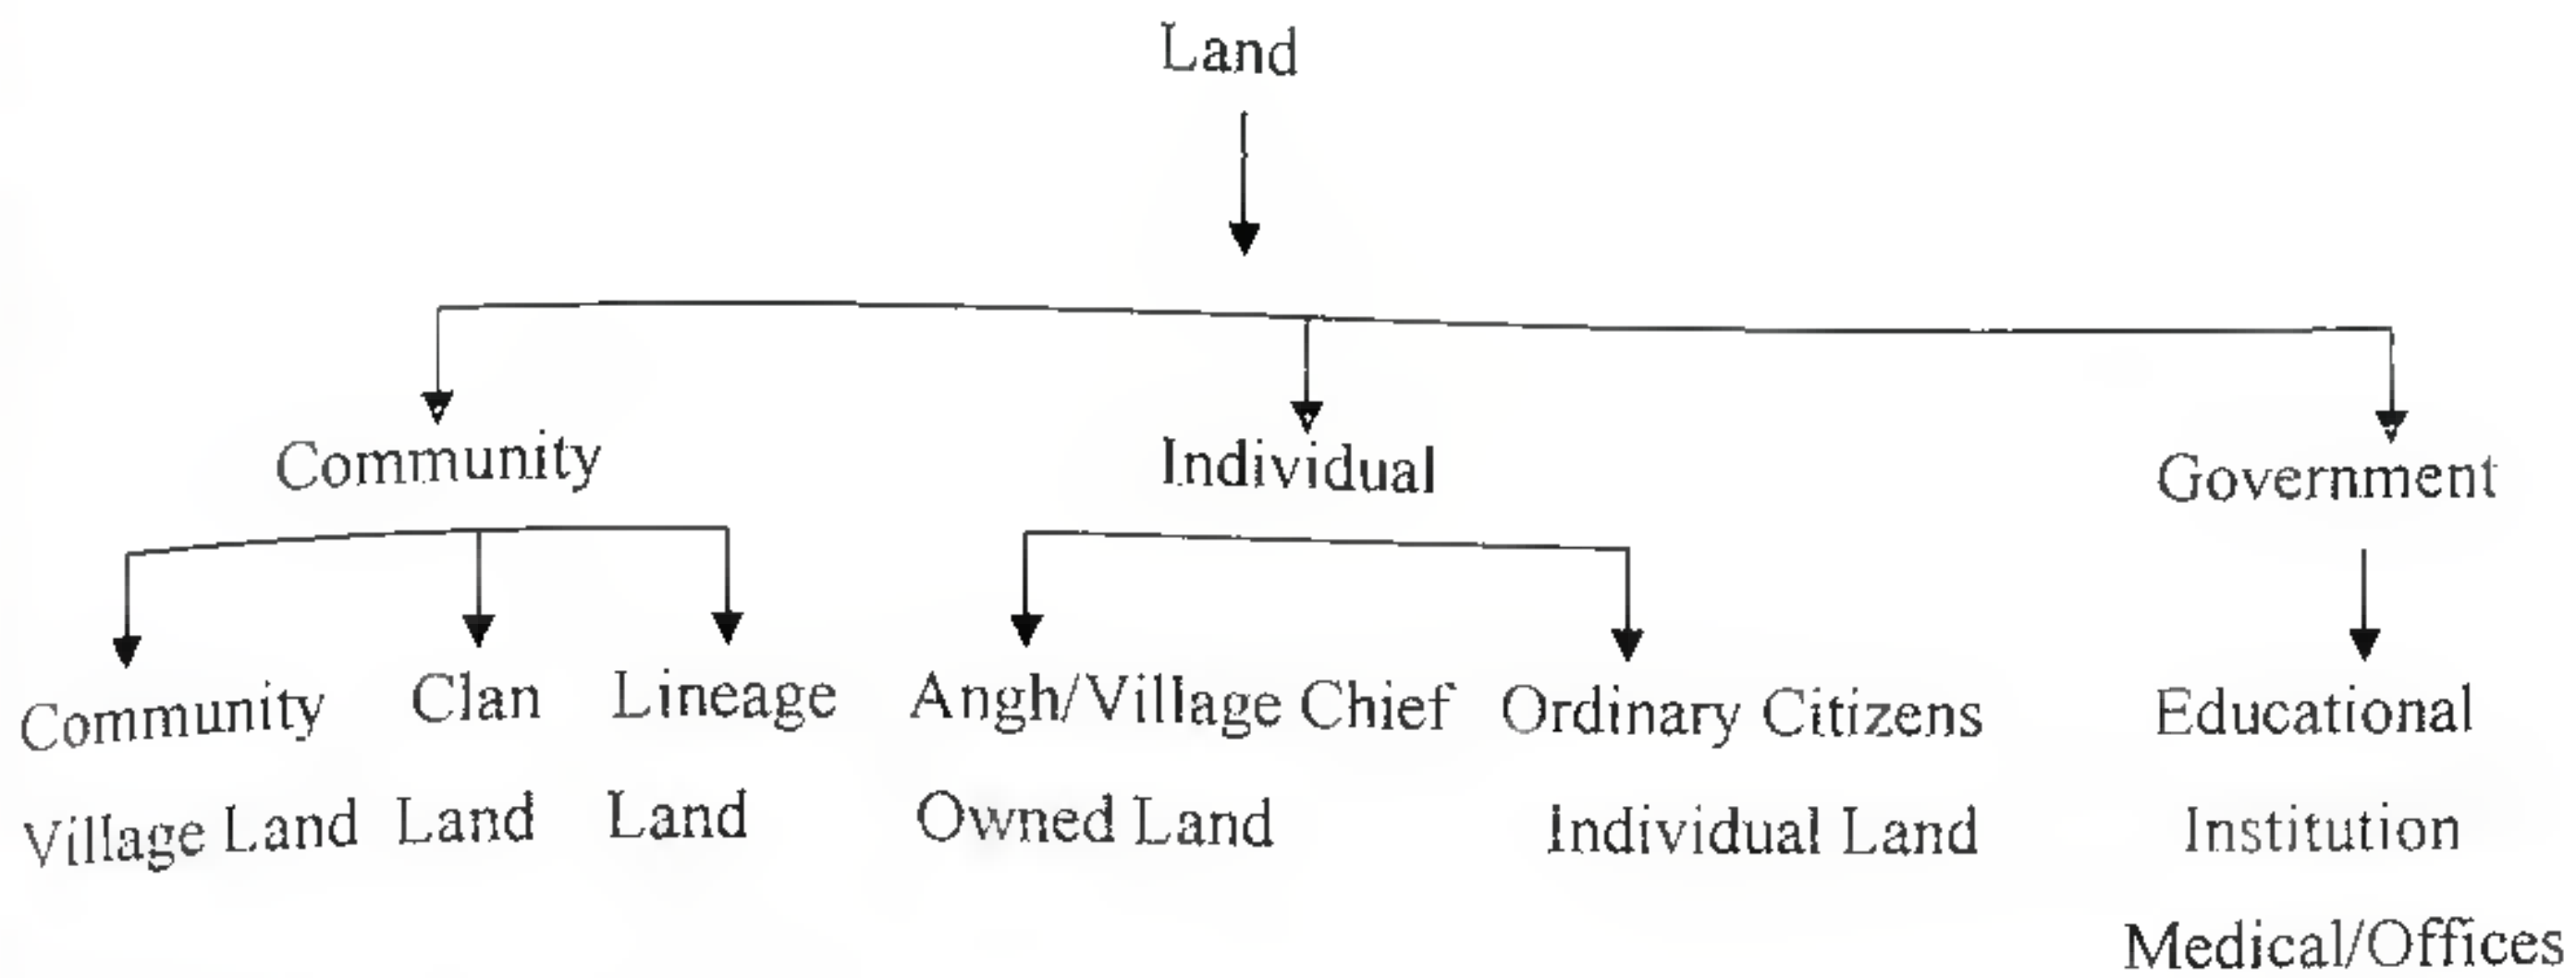 Land
Community Individual Government
Community Clan Lineage Angh/Village Chief Ordinary Citizens Educational
Village Land Land Land Owned Land Individual Land Institution
Medical/Offices